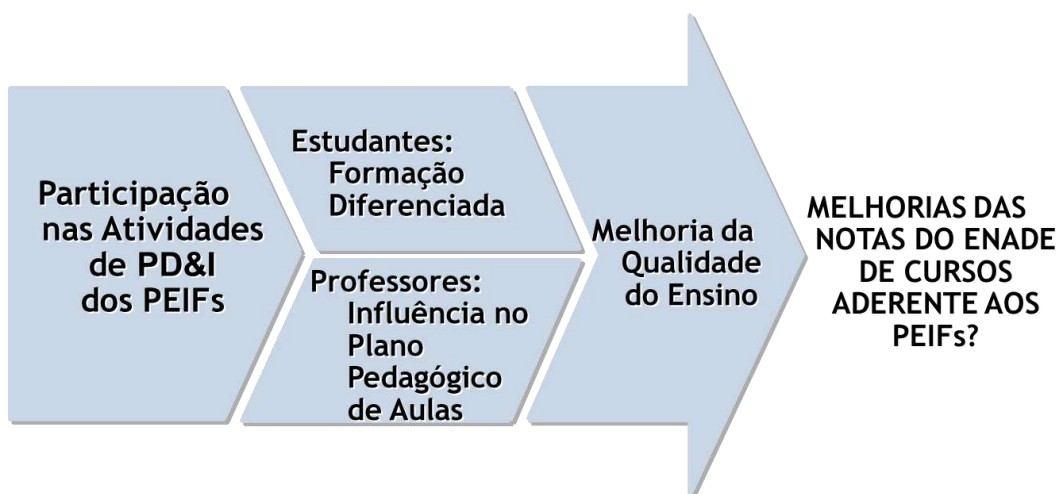 Participação
nas Atividades
de PD&I
dos PEIFs
Estudantes:
Formação
Diferenciada
Professores:
Influência no
Plano
Pedagógico
de Aulas
Melhoria da
Qualidade
do Ensino
MELHORIAS DAS
NOTAS DO ENADE
DE CURSOS
ADERENTE AOS
PEIFs?